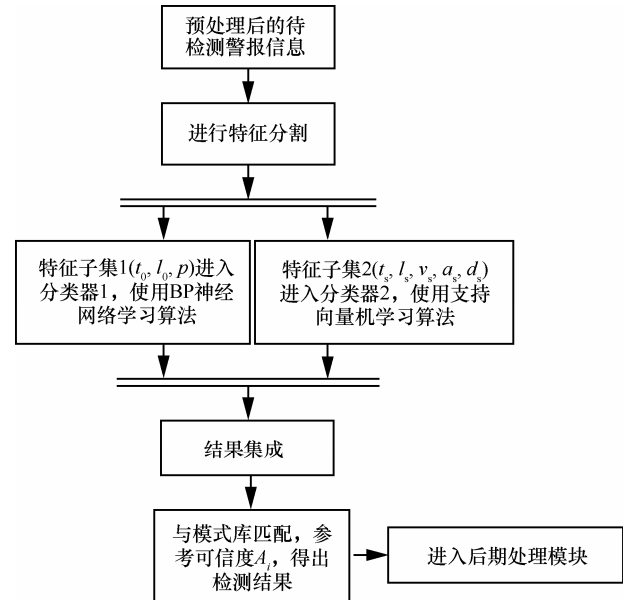 预处理后的待
检测警报信息
进行特征分割
特征子集1(t₀, l₀, p)进入
分类器1，使用BP神经
网络学习算法
特征子集2(tₛ, lₛ, vₛ, aₛ, dₛ)
进入分类器2，使用支持
向量机学习算法
结果集成
与模式库匹配，参
考可信度Aᵢ，得出
检测结果
进入后期处理模块